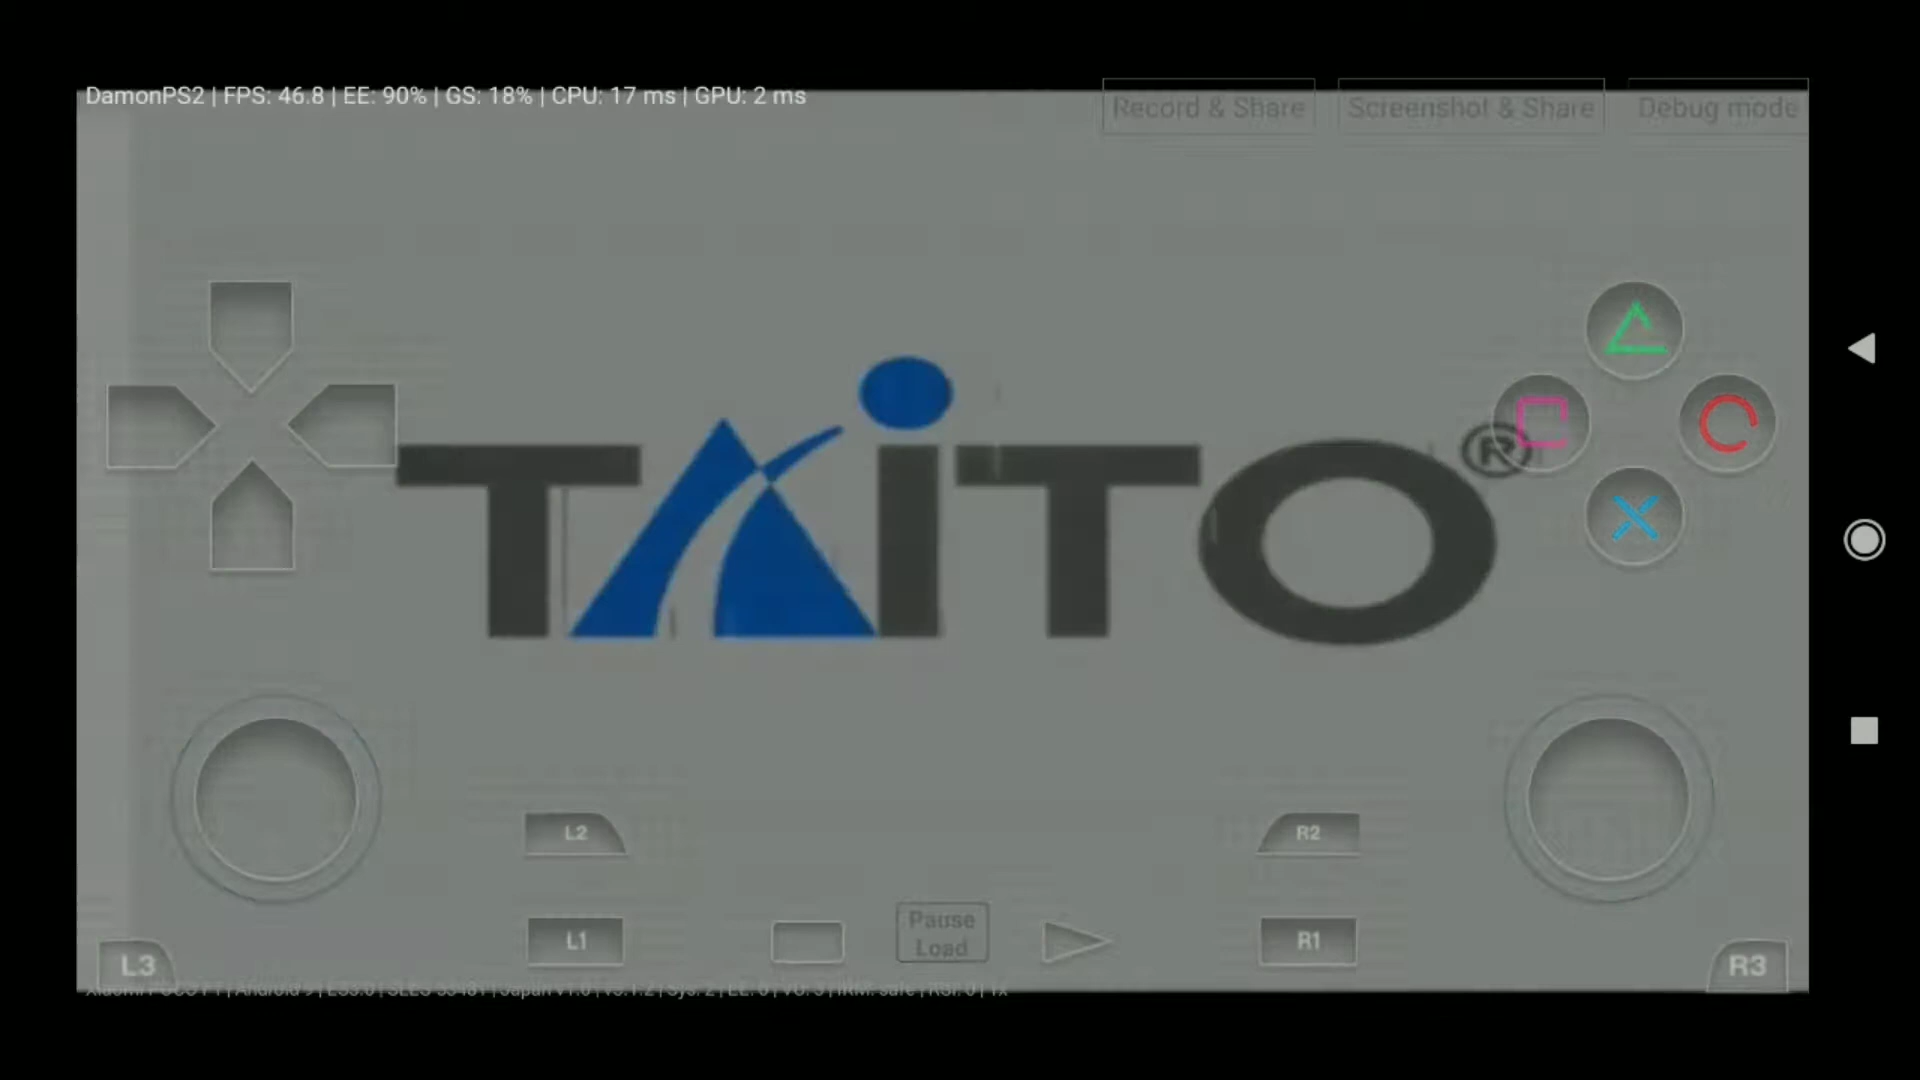 DamonPS2 | FPS: 46.8 | EE: 90% | GS: 18% | CPU: 17 ms | GPU: 2 ms
Record & Share
Screenshot & Share
Debug mode
TAiTO®
L2
R2
L1
Pause
Load
R1
L3
R3